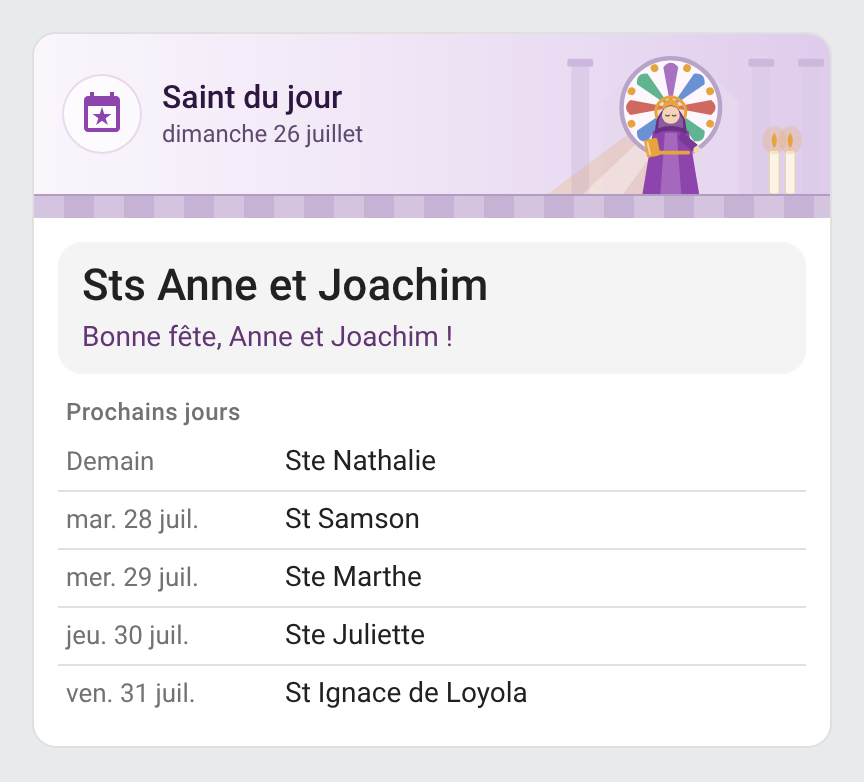 Saint du jour
dimanche 26 juillet
Sts Anne et Joachim
Bonne fête, Anne et Joachim !
Prochains jours
Demain Ste Nathalie
mar. 28 juil. St Samson
mer. 29 juil. Ste Marthe
jeu. 30 juil. Ste Juliette
ven. 31 juil. St Ignace de Loyola